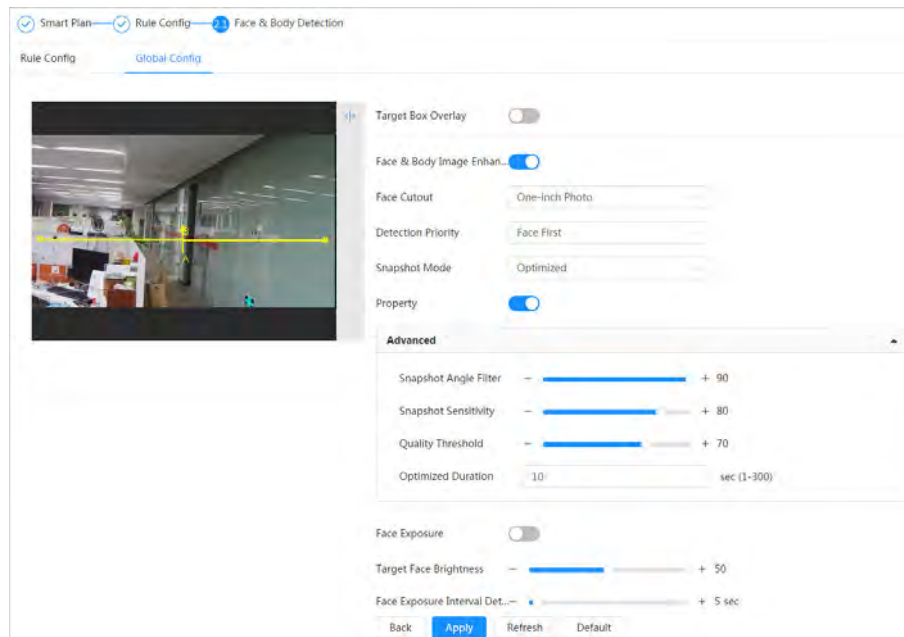 Smart Plan Rule Config 2.1 Face & Body Detection
Rule Config Global Config
Target Box Overlay
Face & Body Image Enhan...
Face Cutout One-inch Photo
Detection Priority Face First
Snapshot Mode Optimized
Property
Advanced
Snapshot Angle Filter − + 90
Snapshot Sensitivity − + 80
Quality Threshold − + 70
Optimized Duration 10 sec (1-300)
Face Exposure
Target Face Brightness − + 50
Face Exposure Interval Det... − + 5 sec
Back Apply Refresh Default